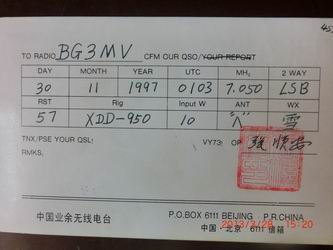 TO RADIO BG3MV CFM OUR QSO/YOUR REPORT
DAY MONTH YEAR UTC MHz 2 WAY
30 11 1997 0103 7.050 LSB
RST Rig Input W ANT WX
57 XDD-950 10 "Λ" 雪
TNX/PSE YOUR QSL! VY73! OP
RMKS,
中国业余无线电台 P.O.BOX 6111 BEIJING P.R.CHINA
中国·北京 6111 信箱
2013/3/28 15:20